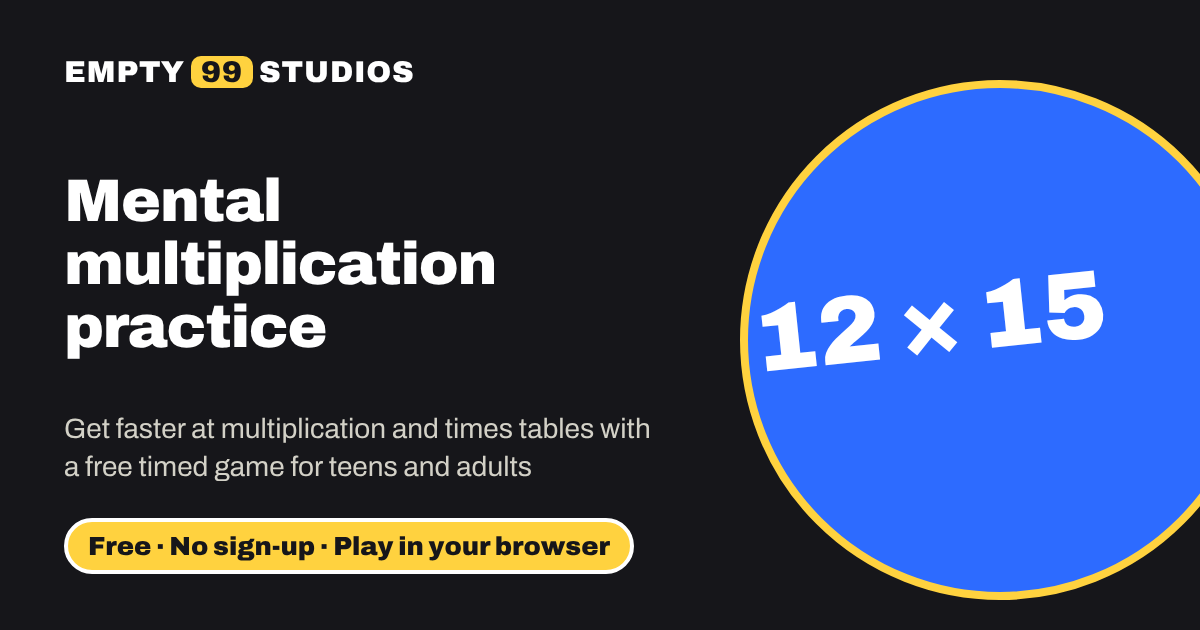 EMPTY 99 STUDIOS
Mental
multiplication
practice
Get faster at multiplication and times tables with
a free timed game for teens and adults
Free · No sign-up · Play in your browser
12 × 15